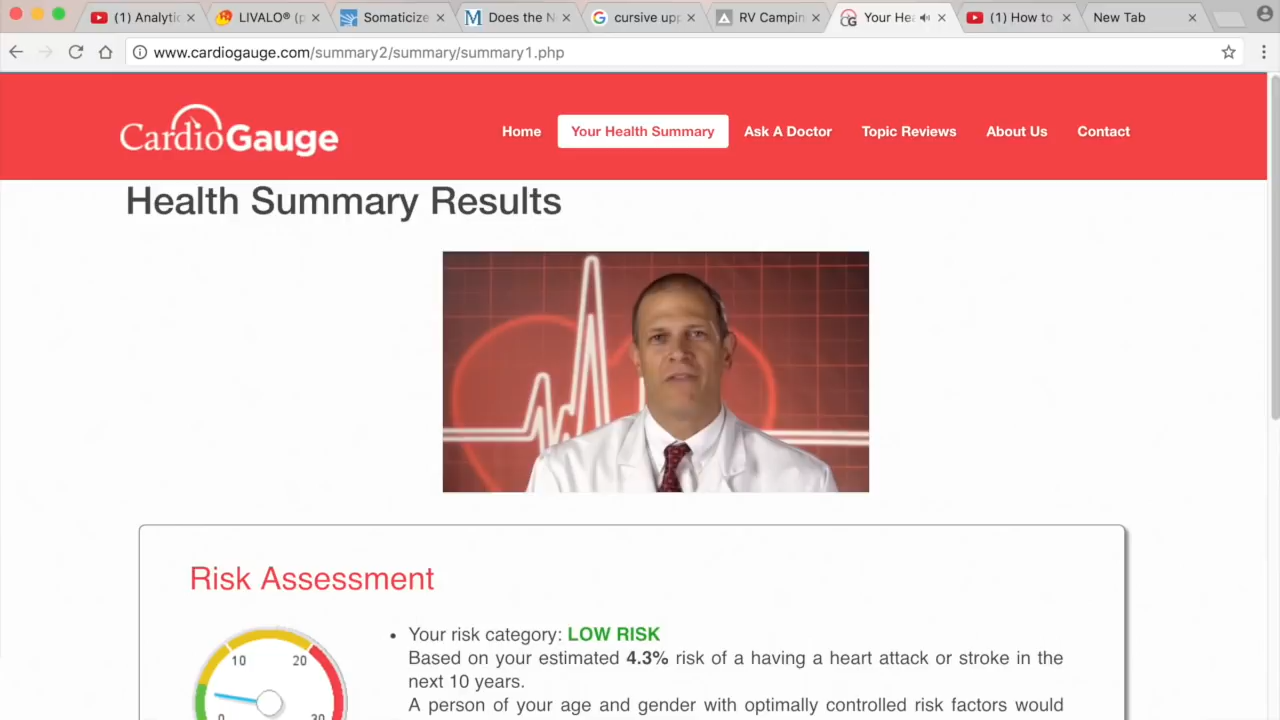 (1) Analytic
LIVALO® (p
Somaticize
Does the N
cursive upp
RV Campin
Your Hea
(1) How to
New Tab
www.cardiogauge.com/summary2/summary/summary1.php
CardioGauge
Home
Your Health Summary
Ask A Doctor
Topic Reviews
About Us
Contact
Health Summary Results
Risk Assessment
10
20
0
30
• Your risk category: LOW RISK
Based on your estimated 4.3% risk of a having a heart attack or stroke in the
next 10 years.
A person of your age and gender with optimally controlled risk factors would